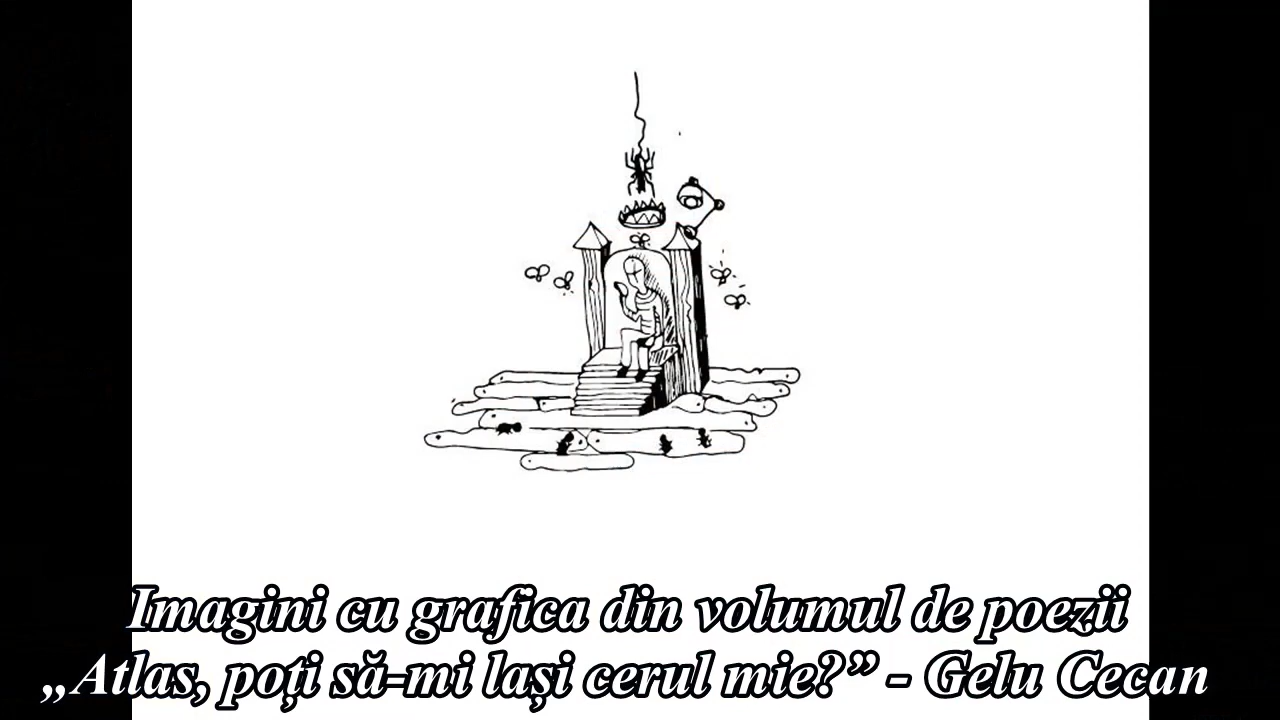 Imagini cu grafica din volumul de poezii
„Atlas, poți să-mi lași cerul mie?” - Gelu Cecan